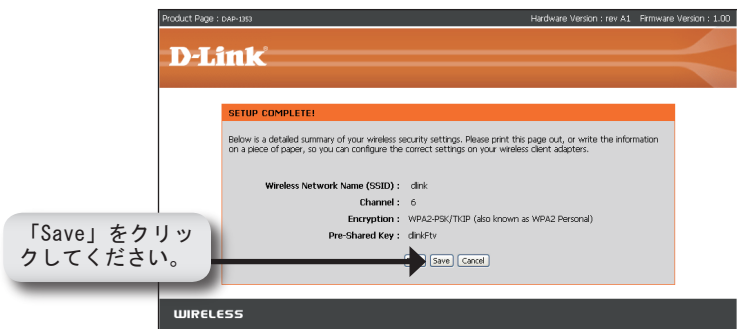 Product Page : DAP-1353 Hardware Version : rev A1 Firmware Version : 1.00
D-Link
SETUP COMPLETE!
Below is a detailed summary of your wireless security settings. Please print this page out, or write the information
on a piece of paper, so you can configure the correct settings on your wireless client adapters.
Wireless Network Name (SSID) : dlink
Channel : 6
Encryption : WPA2-PSK/TKIP (also known as WPA2 Personal)
Pre-Shared Key : dlinkFtv
Save Cancel
「Save」をクリッ
クしてください。
WIRELESS